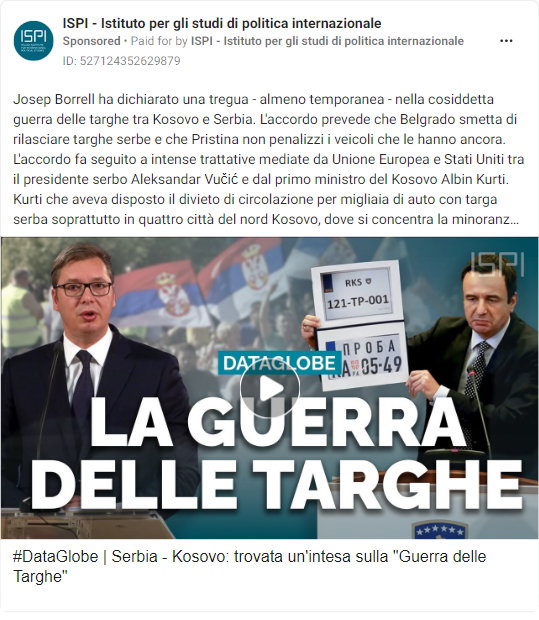 ISPI - Istituto per gli studi di politica internazionale
Sponsored • Paid for by ISPI - Istituto per gli studi di politica internazionale
ID: 527124352629879
Josep Borrell ha dichiarato una tregua - almeno temporanea - nella cosiddetta
guerra delle targhe tra Kosovo e Serbia. L'accordo prevede che Belgrado smetta di
rilasciare targhe serbe e che Pristina non penalizzi i veicoli che le hanno ancora.
L'accordo fa seguito a intense trattative mediate da Unione Europea e Stati Uniti tra
il presidente serbo Aleksandar Vučić e dal primo ministro del Kosovo Albin Kurti.
Kurti che aveva disposto il divieto di circolazione per migliaia di auto con targa
serba soprattutto in quattro città del nord Kosovo, dove si concentra la minoranz...
ISPI
RKS
121-TP-001
ПРОБА
A 05-49
DATAGLOBE
LA GUERRA
DELLE TARGHE
#DataGlobe | Serbia - Kosovo: trovata un'intesa sulla "Guerra delle
Targhe"